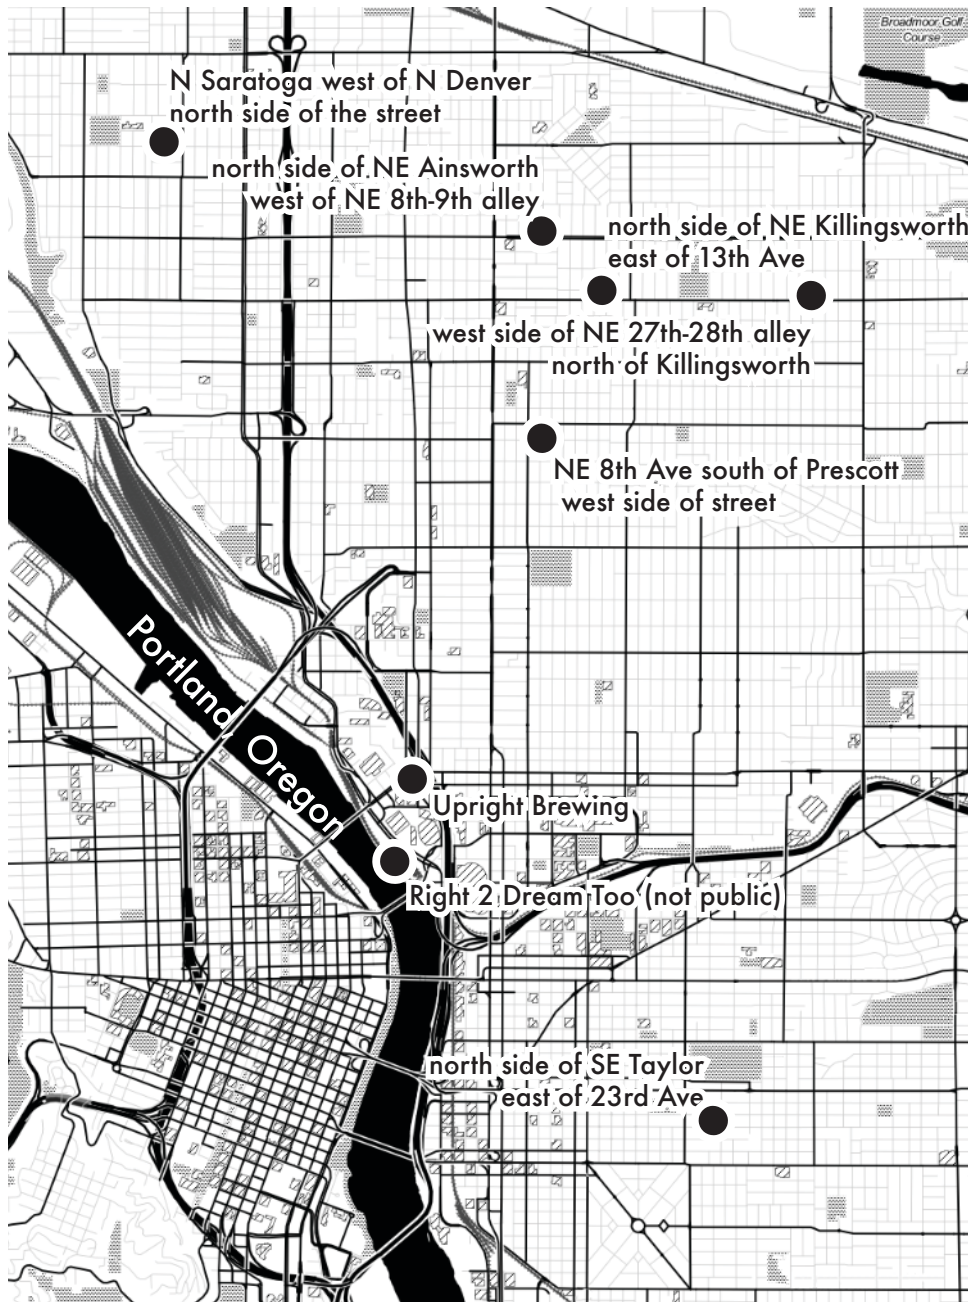 Broadmoor Golf
Course
N Saratoga west of N Denver
north side of the street
north side of NE Ainsworth
west of NE 8th-9th alley
north side of NE Killingsworth
east of 13th Ave
west side of NE 27th-28th alley
north of Killingsworth
NE 8th Ave south of Prescott
west side of street
Portland, Oregon
Upright Brewing
Right 2 Dream Too (not public)
north side of SE Taylor
east of 23rd Ave